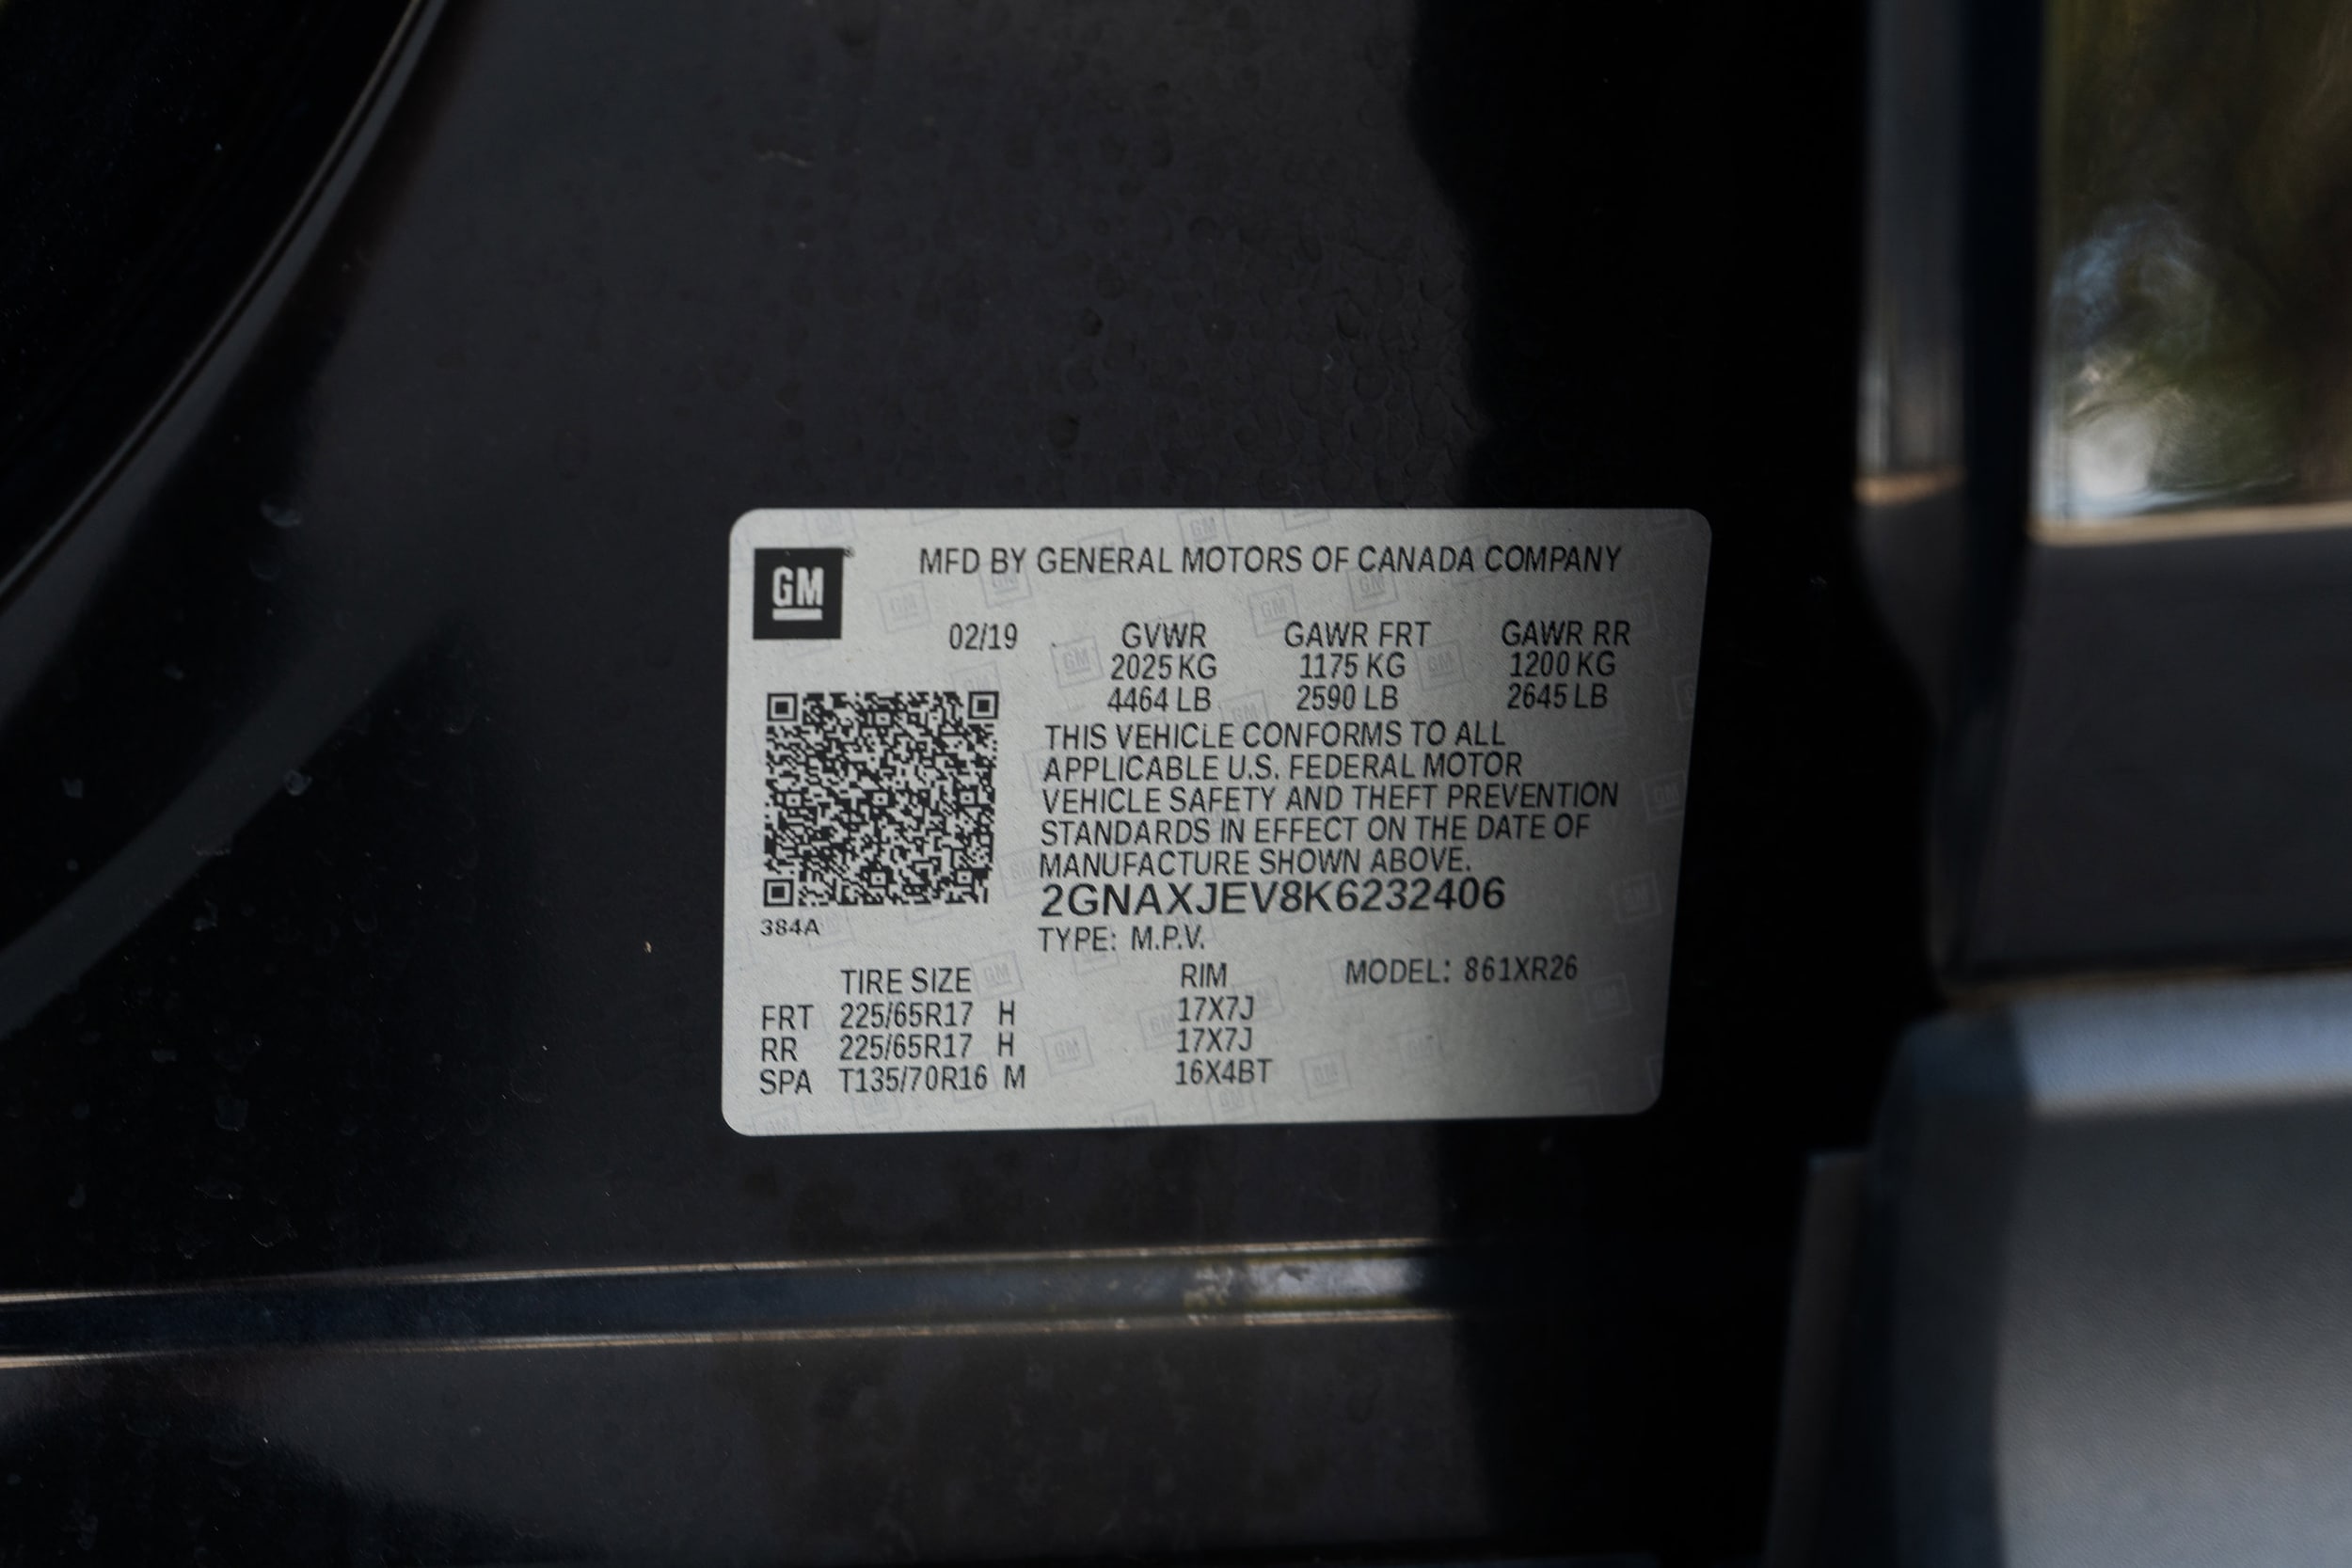 GM
MFD BY GENERAL MOTORS OF CANADA COMPANY
02/19 GVWR GAWR FRT GAWR RR
2025 KG 1175 KG 1200 KG
4464 LB 2590 LB 2645 LB
THIS VEHICLE CONFORMS TO ALL
APPLICABLE U.S. FEDERAL MOTOR
VEHICLE SAFETY AND THEFT PREVENTION
STANDARDS IN EFFECT ON THE DATE OF
MANUFACTURE SHOWN ABOVE.
2GNAXJEV8K6232406
384A
TYPE: M.P.V.
TIRE SIZE RIM MODEL: 861XR26
FRT 225/65R17 H 17X7J
RR 225/65R17 H 17X7J
SPA T135/70R16 M 16X4BT